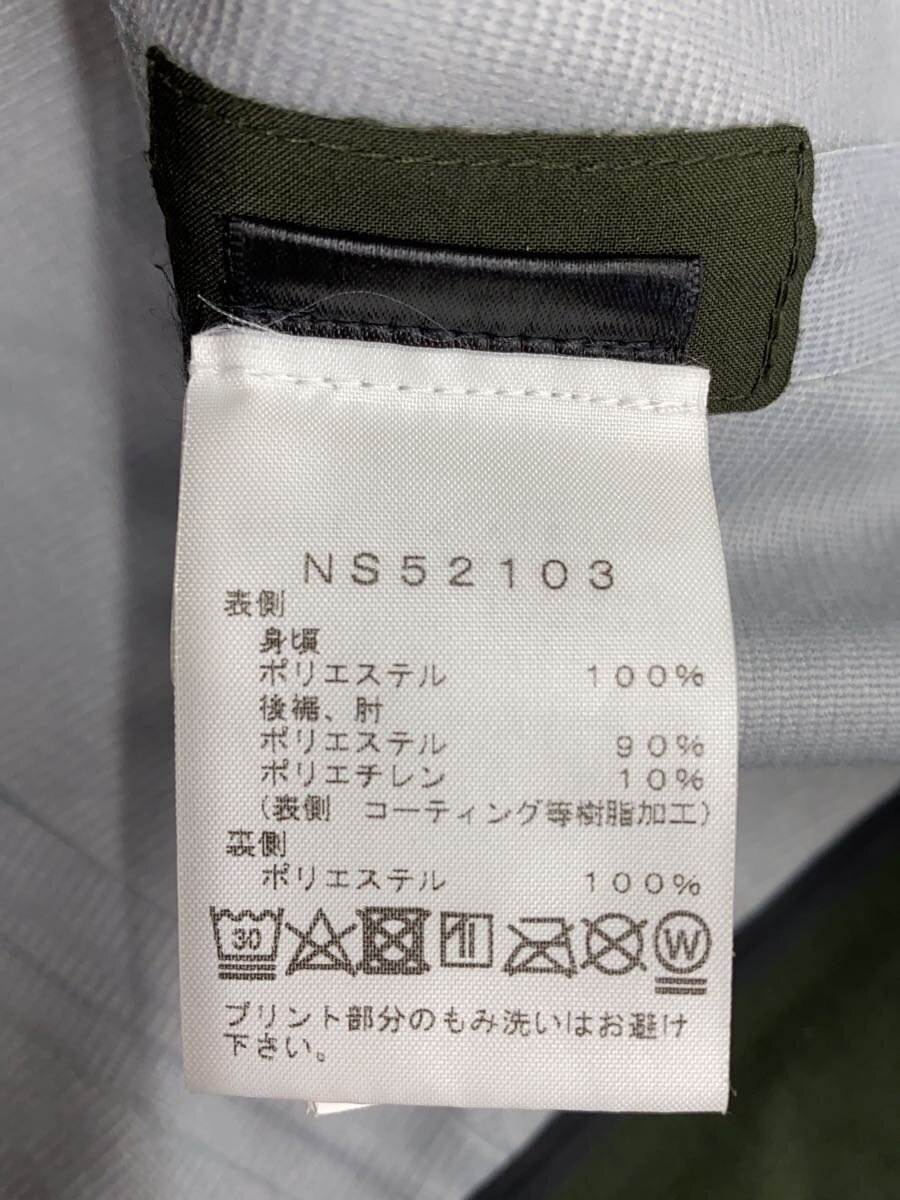 NS52103
表側
身頃
ポリエステル 100%
後裾、肘
ポリエステル 90%
ポリエチレン 10%
(表側 コーティング等樹脂加工)
裏側
ポリエステル 100%
30 W
プリント部分のもみ洗いはお避け
下さい。